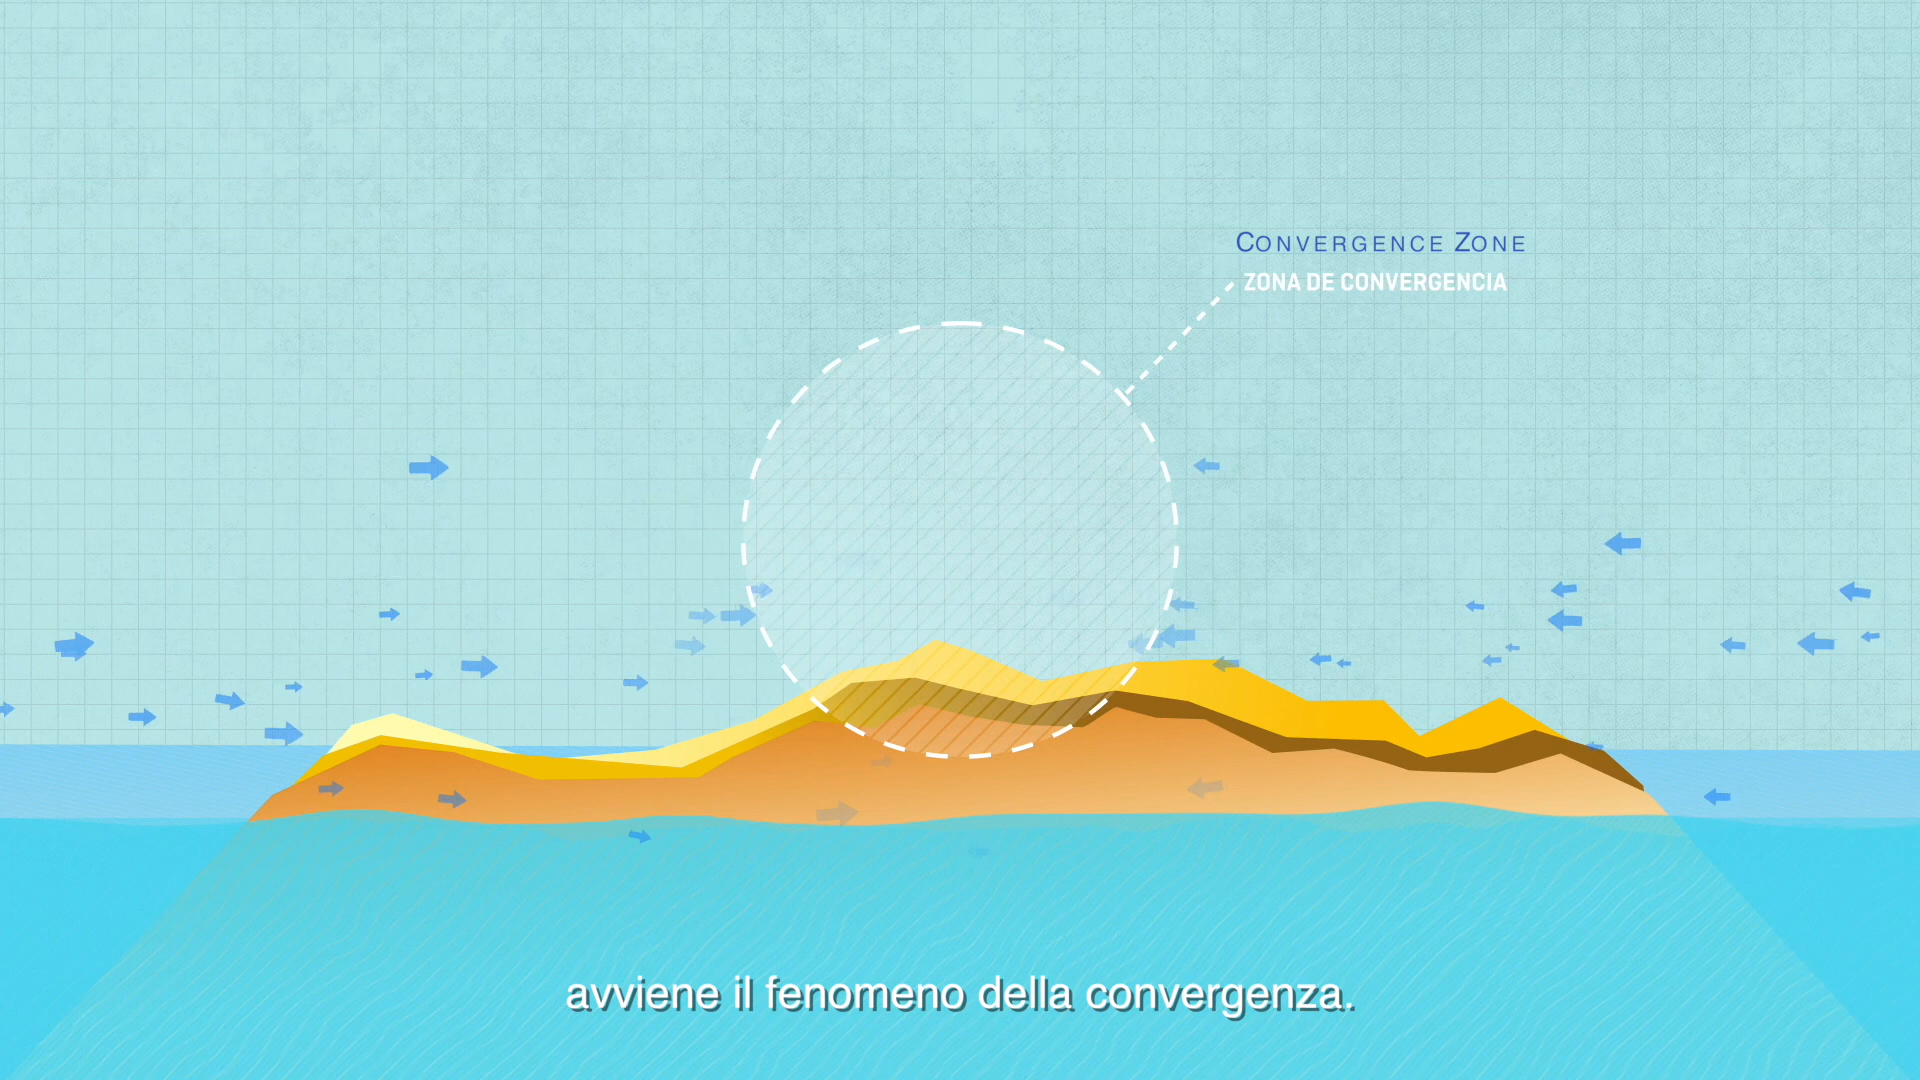 Convergence Zone
ZONA DE CONVERGENCIA
avviene il fenomeno della convergenza.